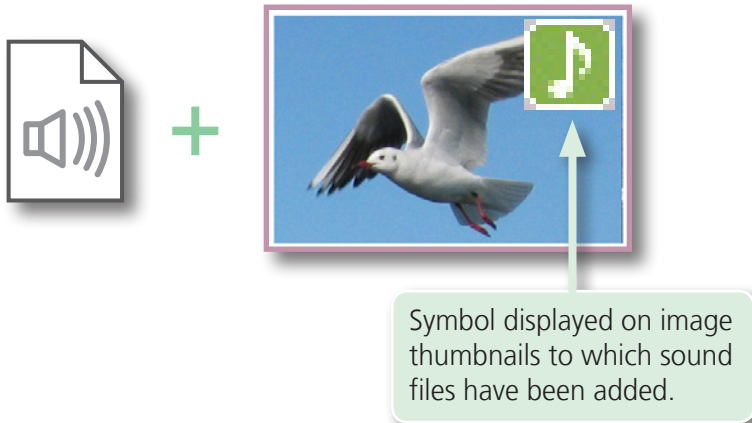 Symbol displayed on image
thumbnails to which sound
files have been added.